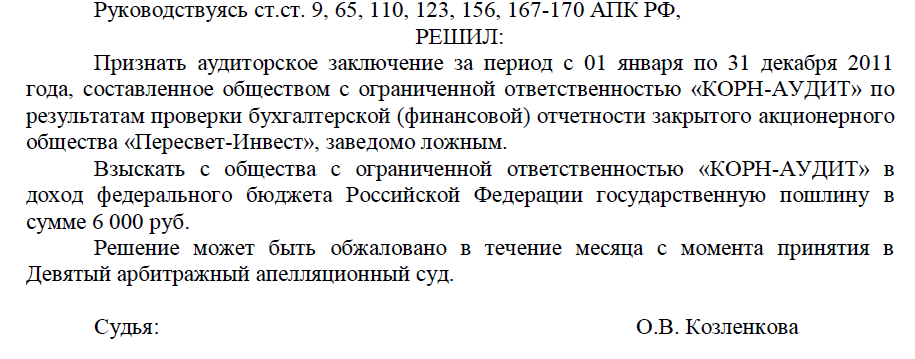 Руководствуясь ст.ст. 9, 65, 110, 123, 156, 167-170 АПК РФ,
РЕШИЛ:
Признать аудиторское заключение за период с 01 января по 31 декабря 2011
года, составленное обществом с ограниченной ответственностью «КОРН-АУДИТ» по
результатам проверки бухгалтерской (финансовой) отчетности закрытого акционерного
общества «Пересвет-Инвест», заведомо ложным.
Взыскать с общества с ограниченной ответственностью «КОРН-АУДИТ» в
доход федерального бюджета Российской Федерации государственную пошлину в
сумме 6 000 руб.
Решение может быть обжаловано в течение месяца с момента принятия в
Девятый арбитражный апелляционный суд.
Судья: О.В. Козленкова